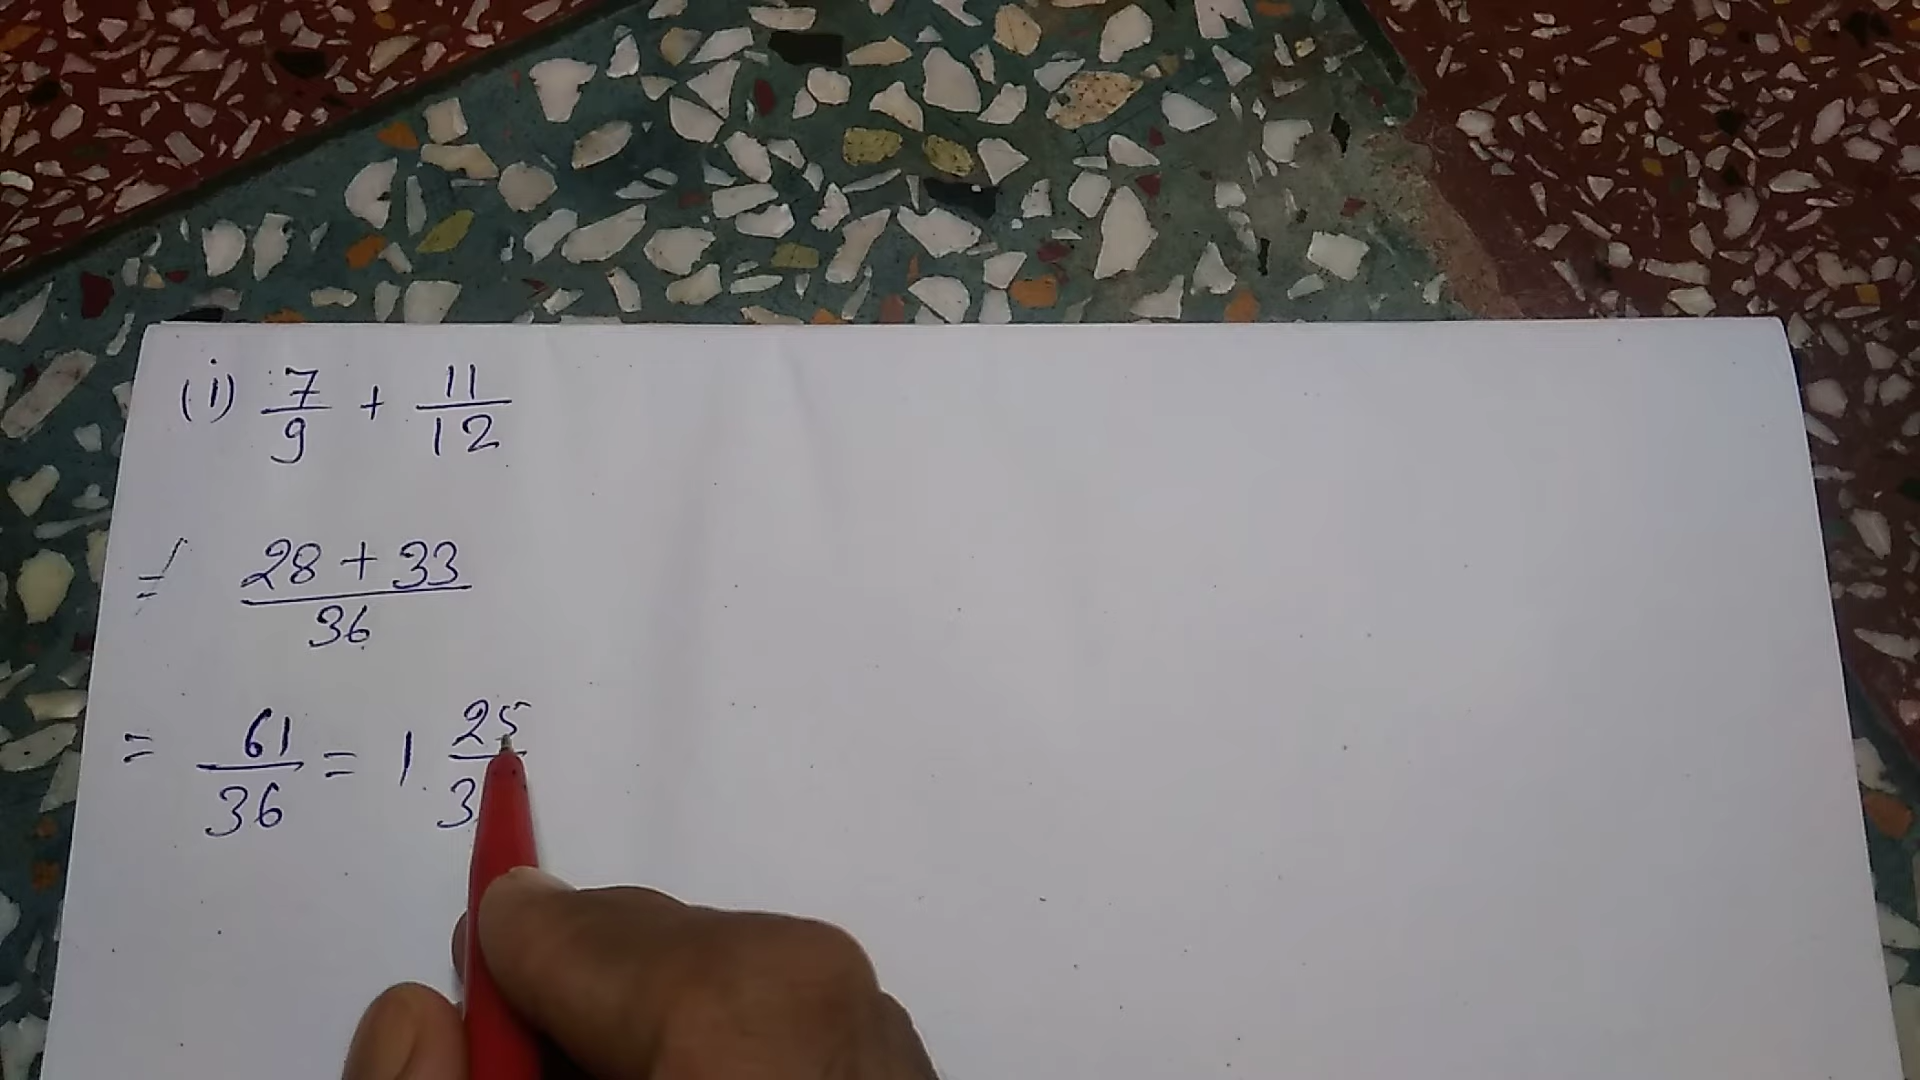 (i) 7/9 + 11/12
= 28 + 33/36
= 61/36 = 1 25/3